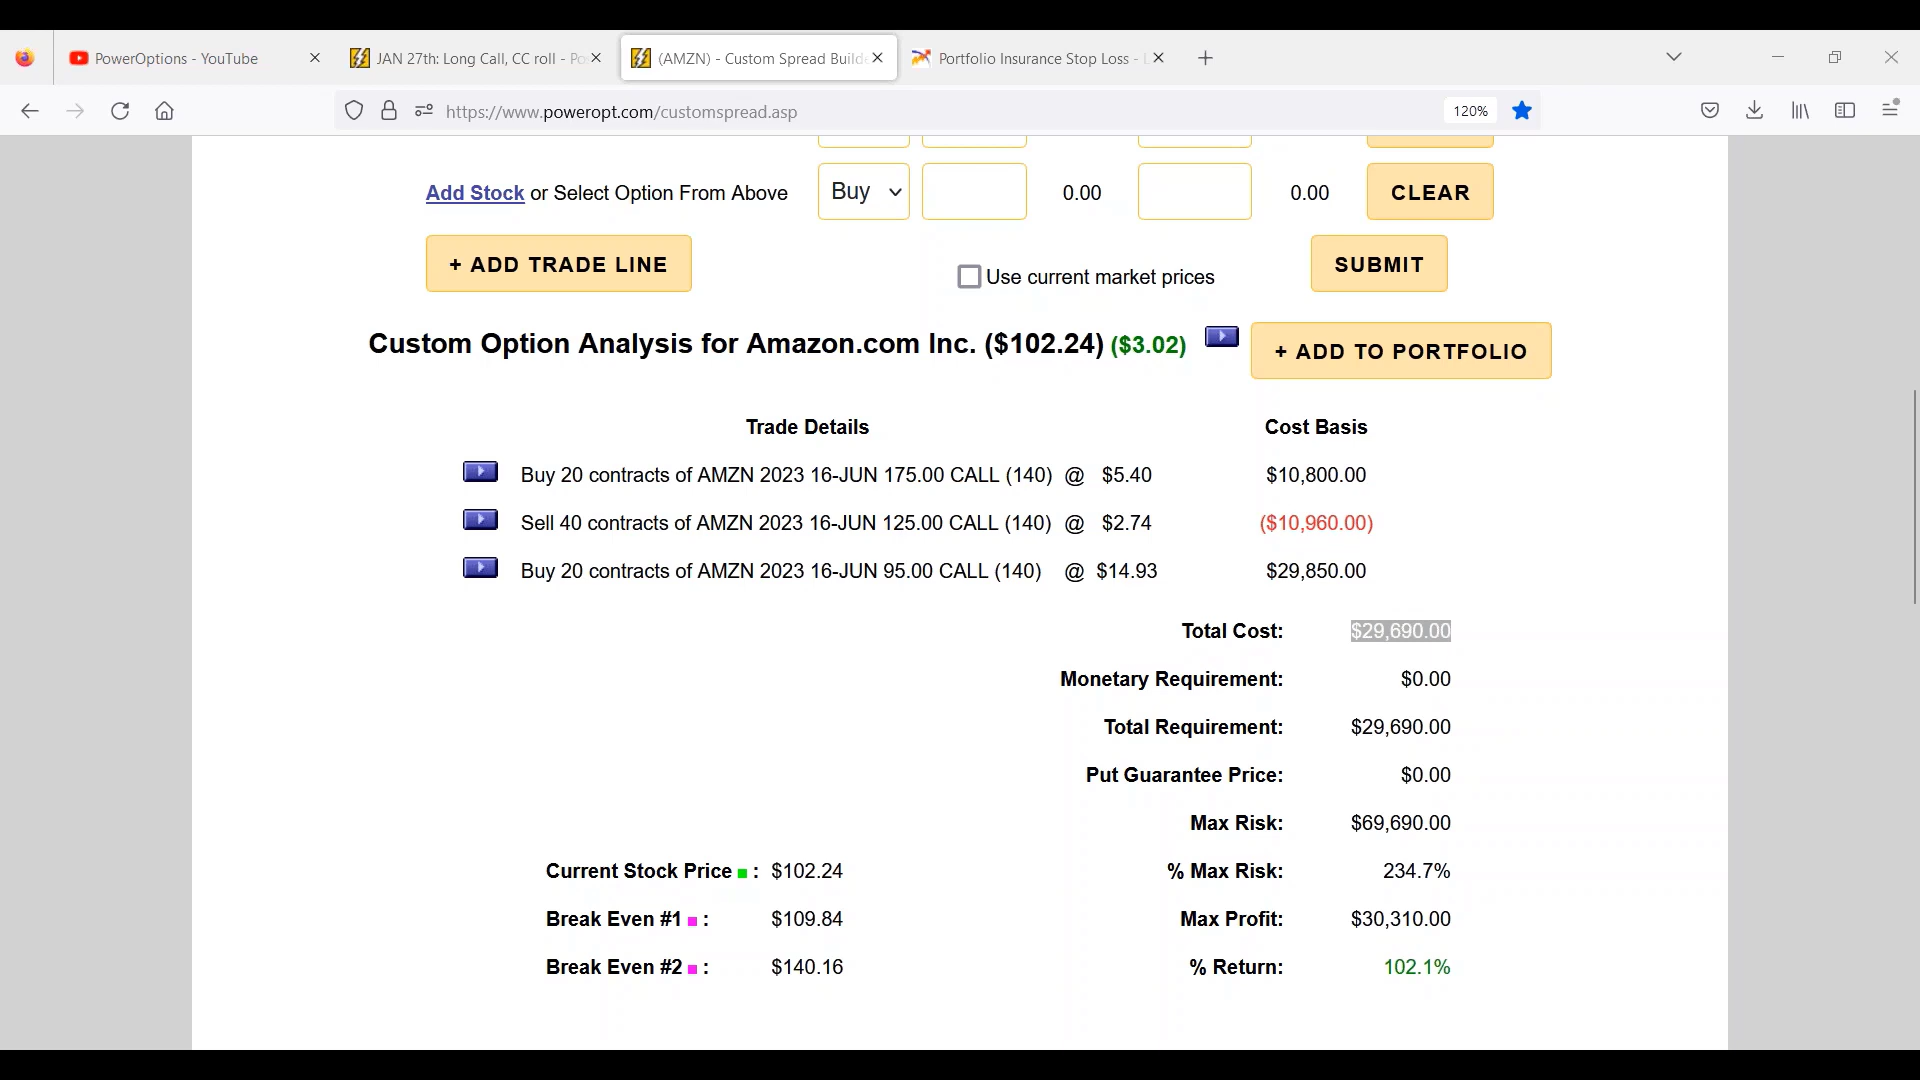 PowerOptions - YouTube
JAN 27th: Long Call, CC roll - Po
(AMZN) - Custom Spread Builde
Portfolio Insurance Stop Loss -
https://www.poweropt.com/customspread.asp
120%
Add Stock or Select Option From Above
Buy
0.00
0.00
CLEAR
+ ADD TRADE LINE
Use current market prices
SUBMIT
Custom Option Analysis for Amazon.com Inc. ($102.24) ($3.02)
+ ADD TO PORTFOLIO
Trade Details
Cost Basis
Buy 20 contracts of AMZN 2023 16-JUN 175.00 CALL (140) @ $5.40 $10,800.00
Sell 40 contracts of AMZN 2023 16-JUN 125.00 CALL (140) @ $2.74 ($10,960.00)
Buy 20 contracts of AMZN 2023 16-JUN 95.00 CALL (140) @ $14.93 $29,850.00
Total Cost: $29,690.00
Monetary Requirement: $0.00
Total Requirement: $29,690.00
Put Guarantee Price: $0.00
Max Risk: $69,690.00
Current Stock Price : $102.24
% Max Risk: 234.7%
Break Even #1 : $109.84
Max Profit: $30,310.00
Break Even #2 : $140.16
% Return: 102.1%